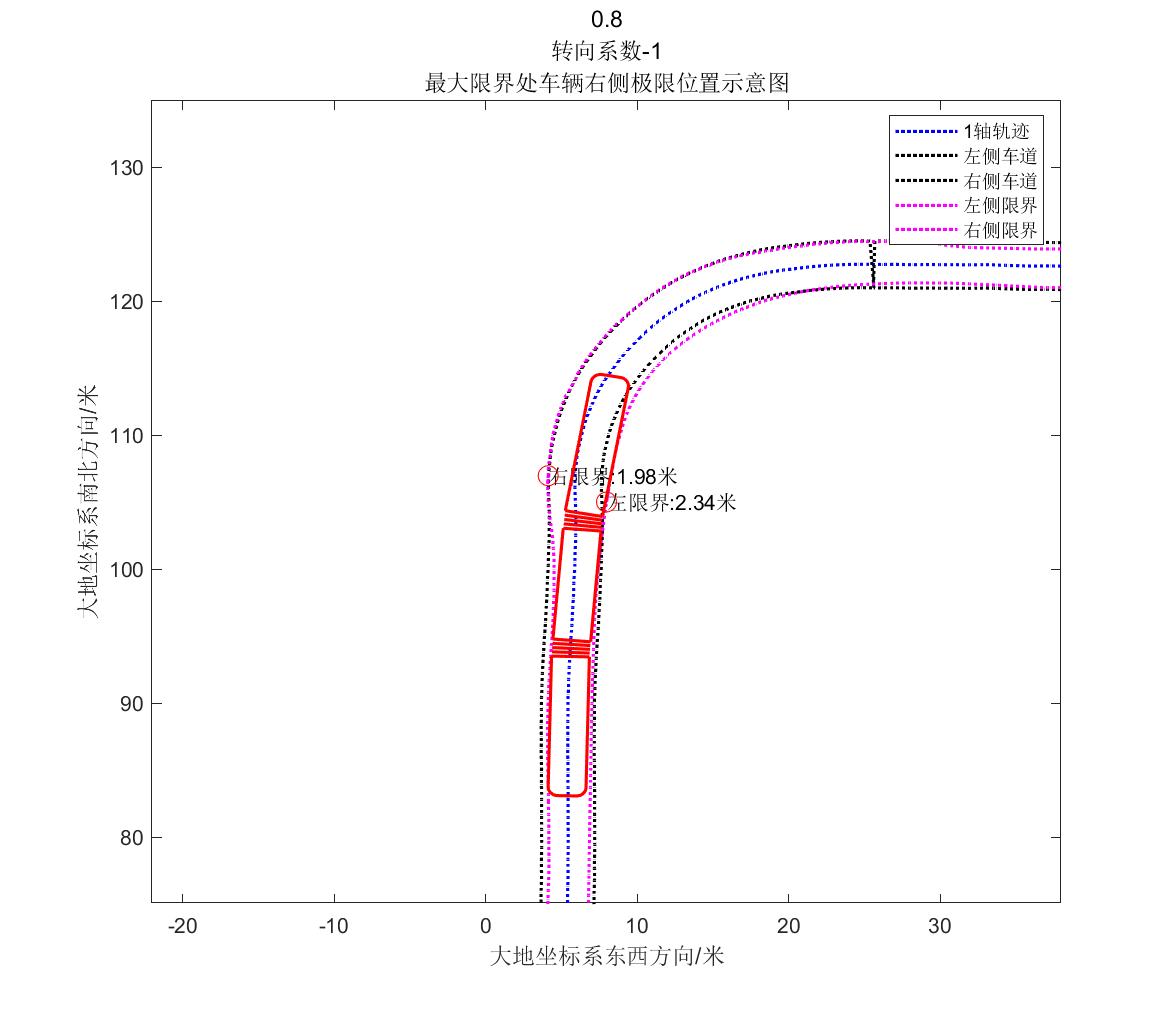 0.8
转向系数-1
最大限界处车辆右侧极限位置示意图
1轴轨迹
左侧车道
右侧车道
左侧限界
右侧限界
130
120
110
100
90
80
大地坐标系南北方向/米
右限界:1.98米
左限界:2.34米
-20
-10
0
10
20
30
大地坐标系东西方向/米